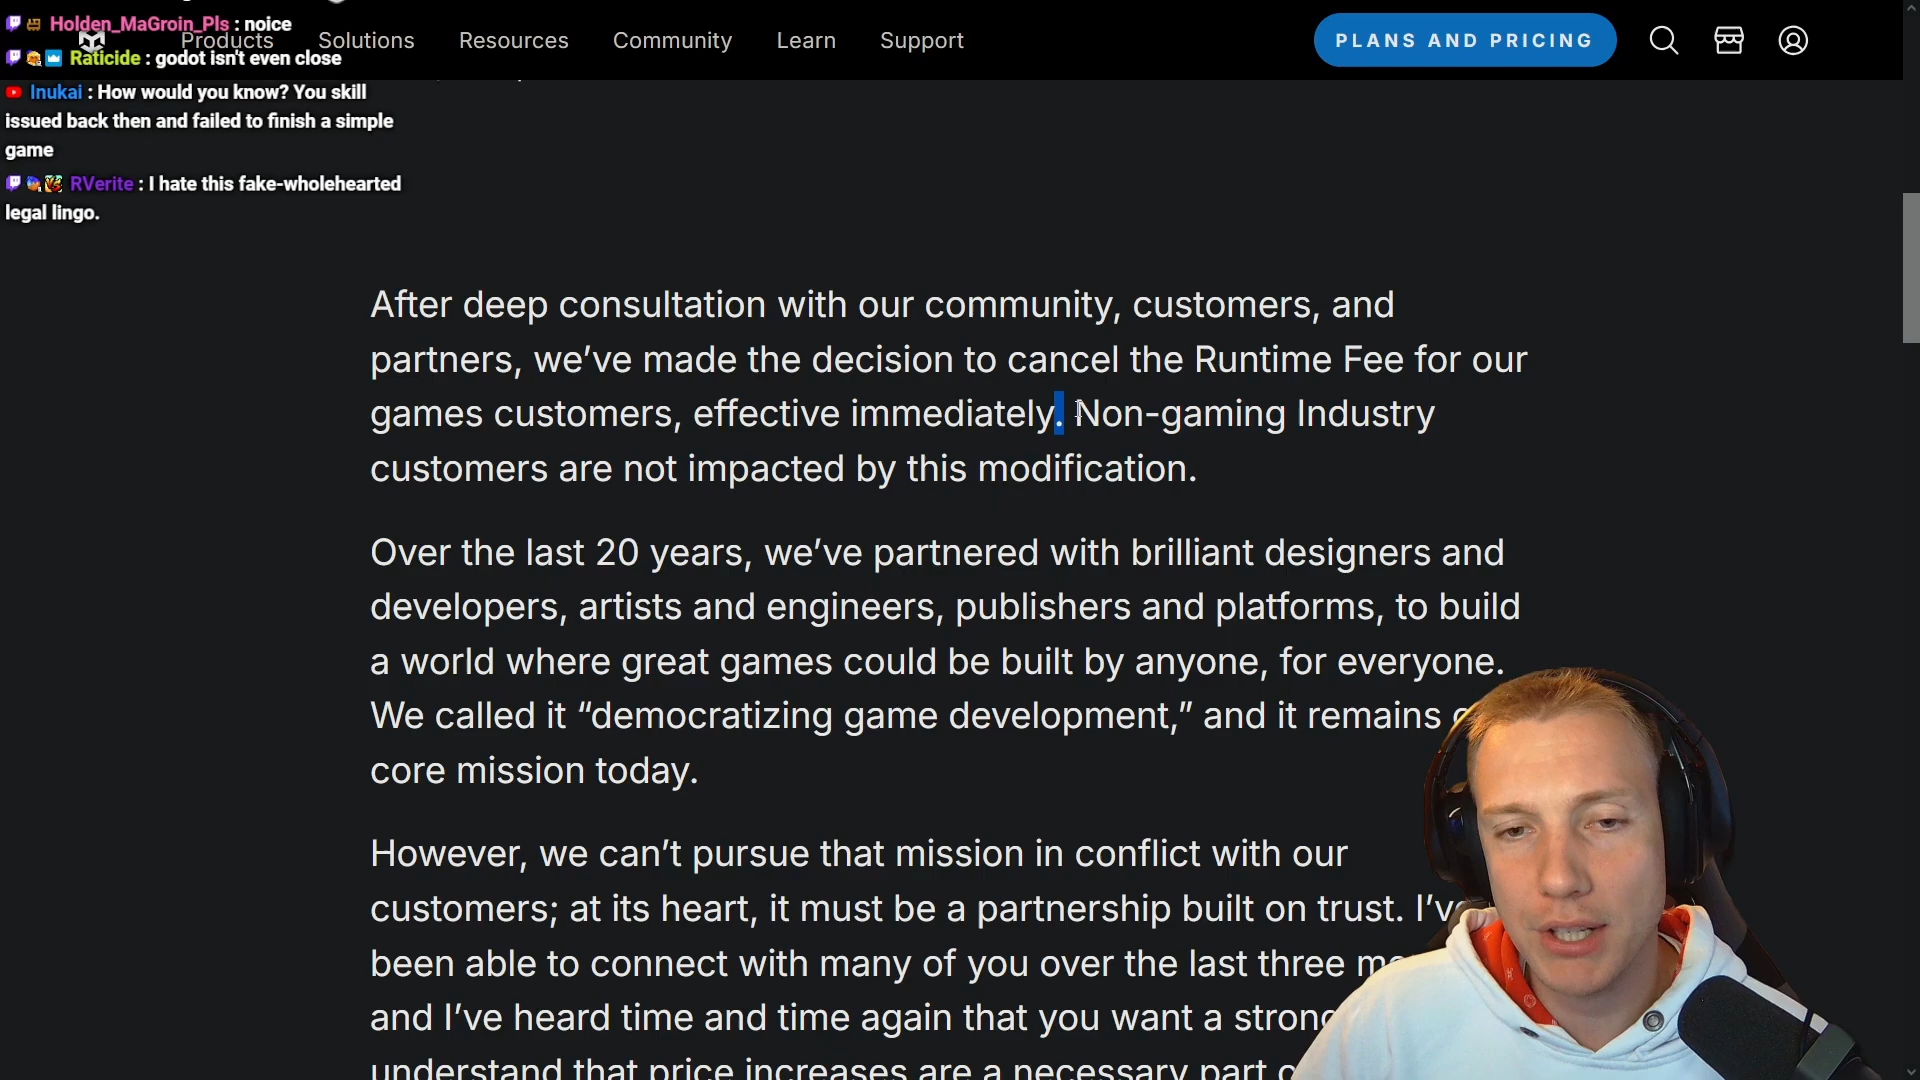 Holden_MaGroin_Pls : noice
Products Solutions Resources Community Learn Support PLANS AND PRICING
Raticide : godot isn't even close
Inukai : How would you know? You skill
issued back then and failed to finish a simple
game
RVerite : I hate this fake-wholehearted
legal lingo.
After deep consultation with our community, customers, and
partners, we’ve made the decision to cancel the Runtime Fee for our
games customers, effective immediately. Non-gaming Industry
customers are not impacted by this modification.
Over the last 20 years, we’ve partnered with brilliant designers and
developers, artists and engineers, publishers and platforms, to build
a world where great games could be built by anyone, for everyone.
We called it “democratizing game development,” and it remains
core mission today.
However, we can’t pursue that mission in conflict with our
customers; at its heart, it must be a partnership built on trust. I’ve
been able to connect with many of you over the last three
and I’ve heard time and time again that you want a strong
understand that price increases are a necessary part